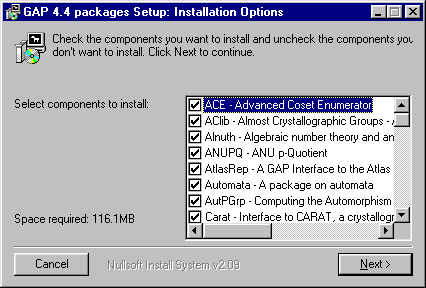 GAP 4.4 packages Setup: Installation Options
Check the components you want to install and uncheck the components you
don't want to install. Click Next to continue.
Select components to install:
ACE - Advanced Coset Enumerator
AClib - Almost Crystallographic Groups -
Alnuth - Algebraic number theory and an
ANUPQ - ANU p-Quotient
AtlasRep - A GAP Interface to the Atlas
Automata - A package on automata
AutPGrp - Computing the Automorphism
Carat - Interface to CARAT, a crystallogr
Space required: 116.1MB
Cancel
Nullsoft Install System v2.09
Next >